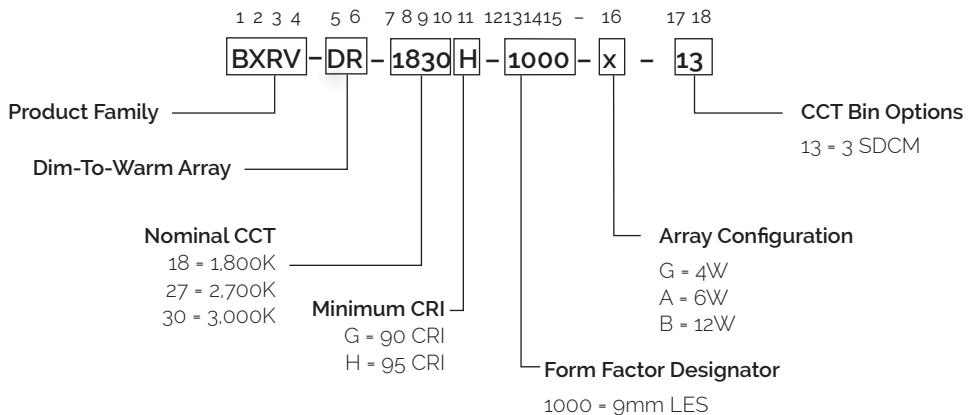 1 2 3 4 5 6 7 8 9 10 11 12131415 – 16 17 18
BXRV – DR – 1830 H – 1000 – x – 13
Product Family
CCT Bin Options
13 = 3 SDCM
Dim-To-Warm Array
Nominal CCT
18 = 1,800K
27 = 2,700K
30 = 3,000K
Array Configuration
G = 4W
A = 6W
B = 12W
Minimum CRI
G = 90 CRI
H = 95 CRI
Form Factor Designator
1000 = 9mm LES